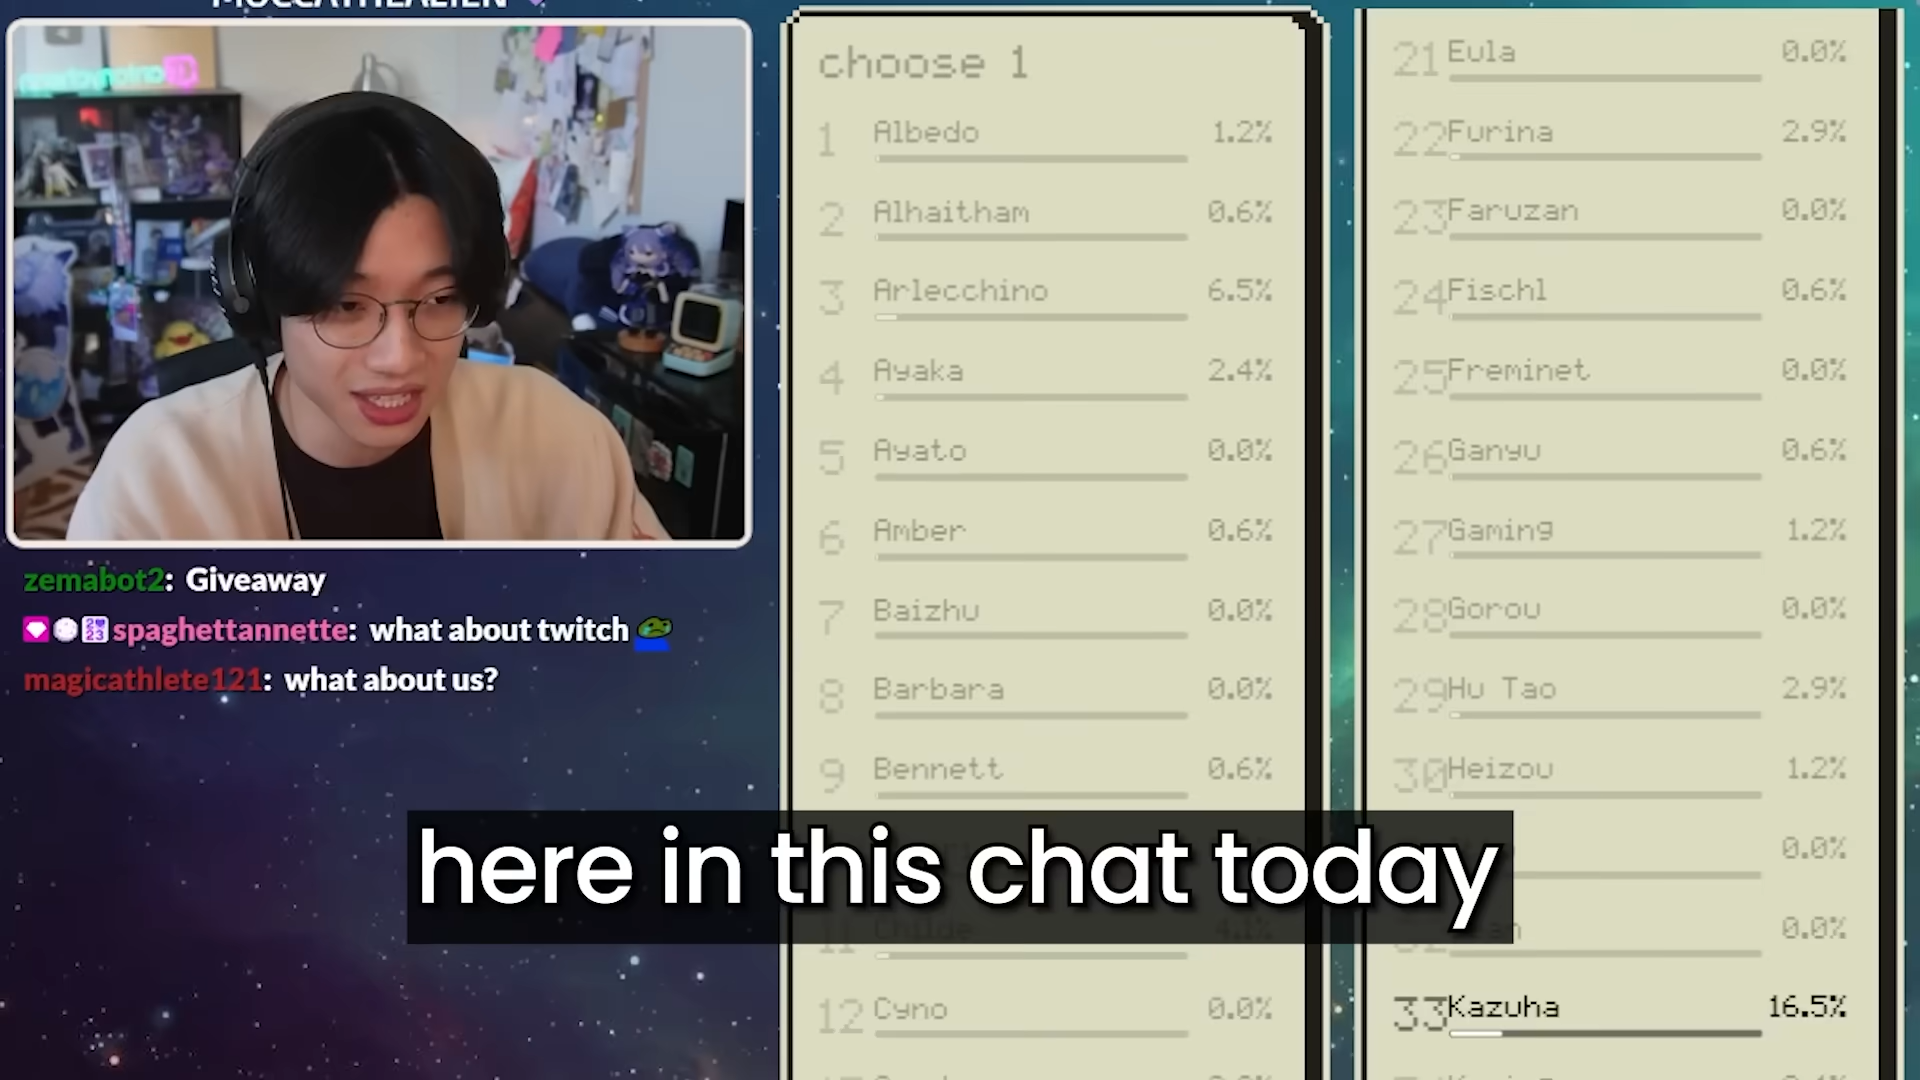 zemabot2: Giveaway
spaghettannette: what about twitch
magicathlete121: what about us?
choose 1
1 Albedo 1.2%
2 Alhaitham 0.6%
3 Arlecchino 6.5%
4 Ayaka 2.4%
5 Ayato 0.0%
6 Amber 0.6%
7 Baizhu 0.0%
8 Barbara 0.0%
9 Bennett 0.6%
11 Childe 4.1%
12 Cyno 0.0%
21 Eula 0.0%
22 Furina 2.9%
23 Faruzan 0.0%
24 Fischl 0.6%
25 Freminet 0.0%
26 Ganyu 0.6%
27 Gaming 1.2%
28 Gorou 0.0%
29 Hu Tao 2.9%
30 Heizou 1.2%
0.0%
0.0%
33 Kazuha 16.5%
here in this chat today